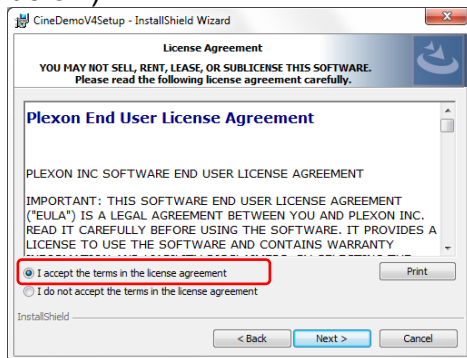 CineDemoV4Setup - InstallShield Wizard
License Agreement
YOU MAY NOT SELL, RENT, LEASE, OR SUBLICENSE THIS SOFTWARE.
Please read the following license agreement carefully.
Plexon End User License Agreement
PLEXON INC SOFTWARE END USER LICENSE AGREEMENT
IMPORTANT: THIS SOFTWARE END USER LICENSE AGREEMENT
("EULA") IS A LEGAL AGREEMENT BETWEEN YOU AND PLEXON INC.
READ IT CAREFULLY BEFORE USING THE SOFTWARE. IT PROVIDES A
LICENSE TO USE THE SOFTWARE AND CONTAINS WARRANTY
I accept the terms in the license agreement
Print
I do not accept the terms in the license agreement
InstallShield
< Back
Next >
Cancel